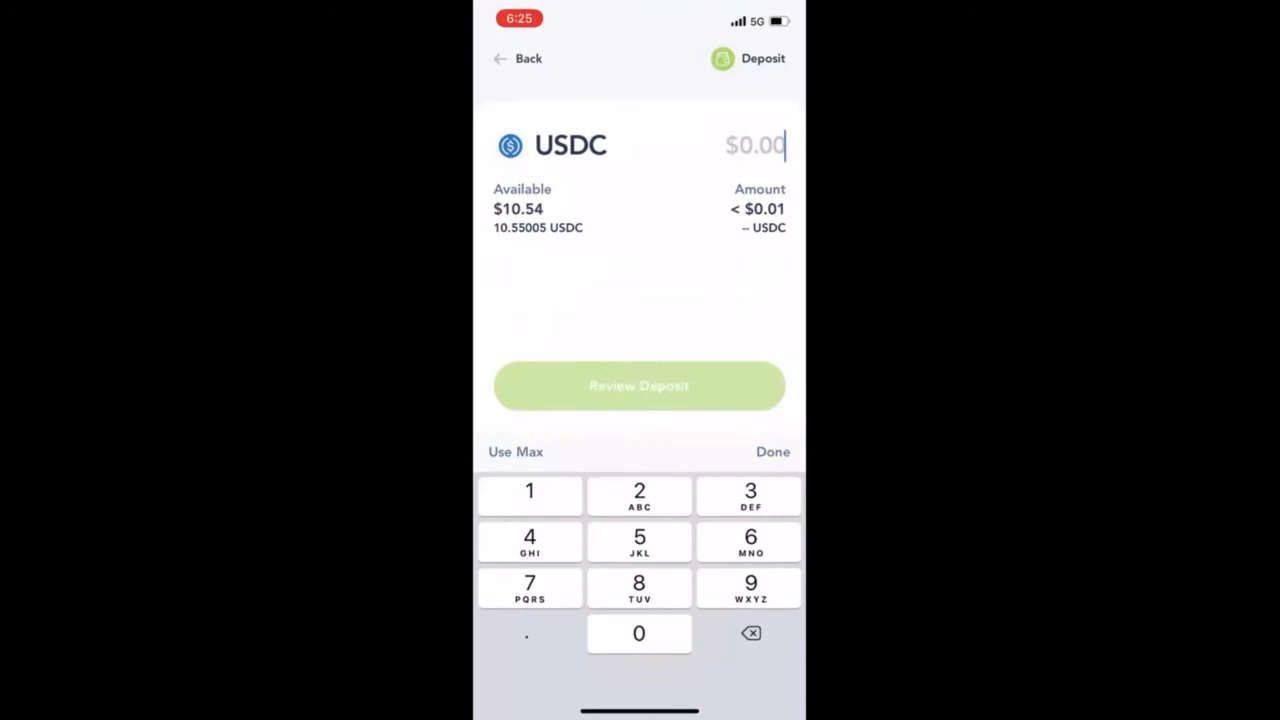 6:25
5G
Back
Deposit
USDC
$0.00
Available
Amount
$10.54
< $0.01
10.55005 USDC
-- USDC
Review Deposit
Use Max
Done
1
2
3
ABC
DEF
4
5
6
GHI
JKL
MNO
7
8
9
PQRS
TUV
WXYZ
.
0